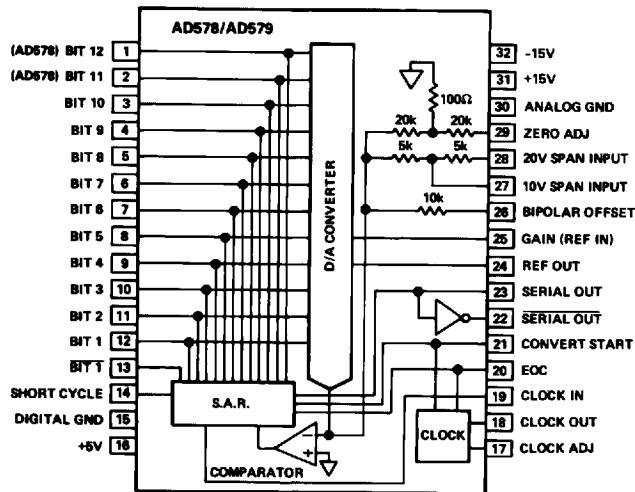 AD578/AD579
(AD578) BIT 12 1
(AD578) BIT 11 2
BIT 10 3
BIT 9 4
BIT 8 5
BIT 7 6
BIT 6 7
BIT 5 8
BIT 4 9
BIT 3 10
BIT 2 11
BIT 1 12
BIT 1 13
SHORT CYCLE 14
DIGITAL GND 15
+5V 16
D/A CONVERTER
S.A.R.
COMPARATOR
−
+
CLOCK
100Ω
20k 20k
5k 5k
10k
32 -15V
31 +15V
30 ANALOG GND
29 ZERO ADJ
28 20V SPAN INPUT
27 10V SPAN INPUT
26 BIPOLAR OFFSET
25 GAIN (REF IN)
24 REF OUT
23 SERIAL OUT
22 SERIAL OUT
21 CONVERT START
20 EOC
19 CLOCK IN
18 CLOCK OUT
17 CLOCK ADJ